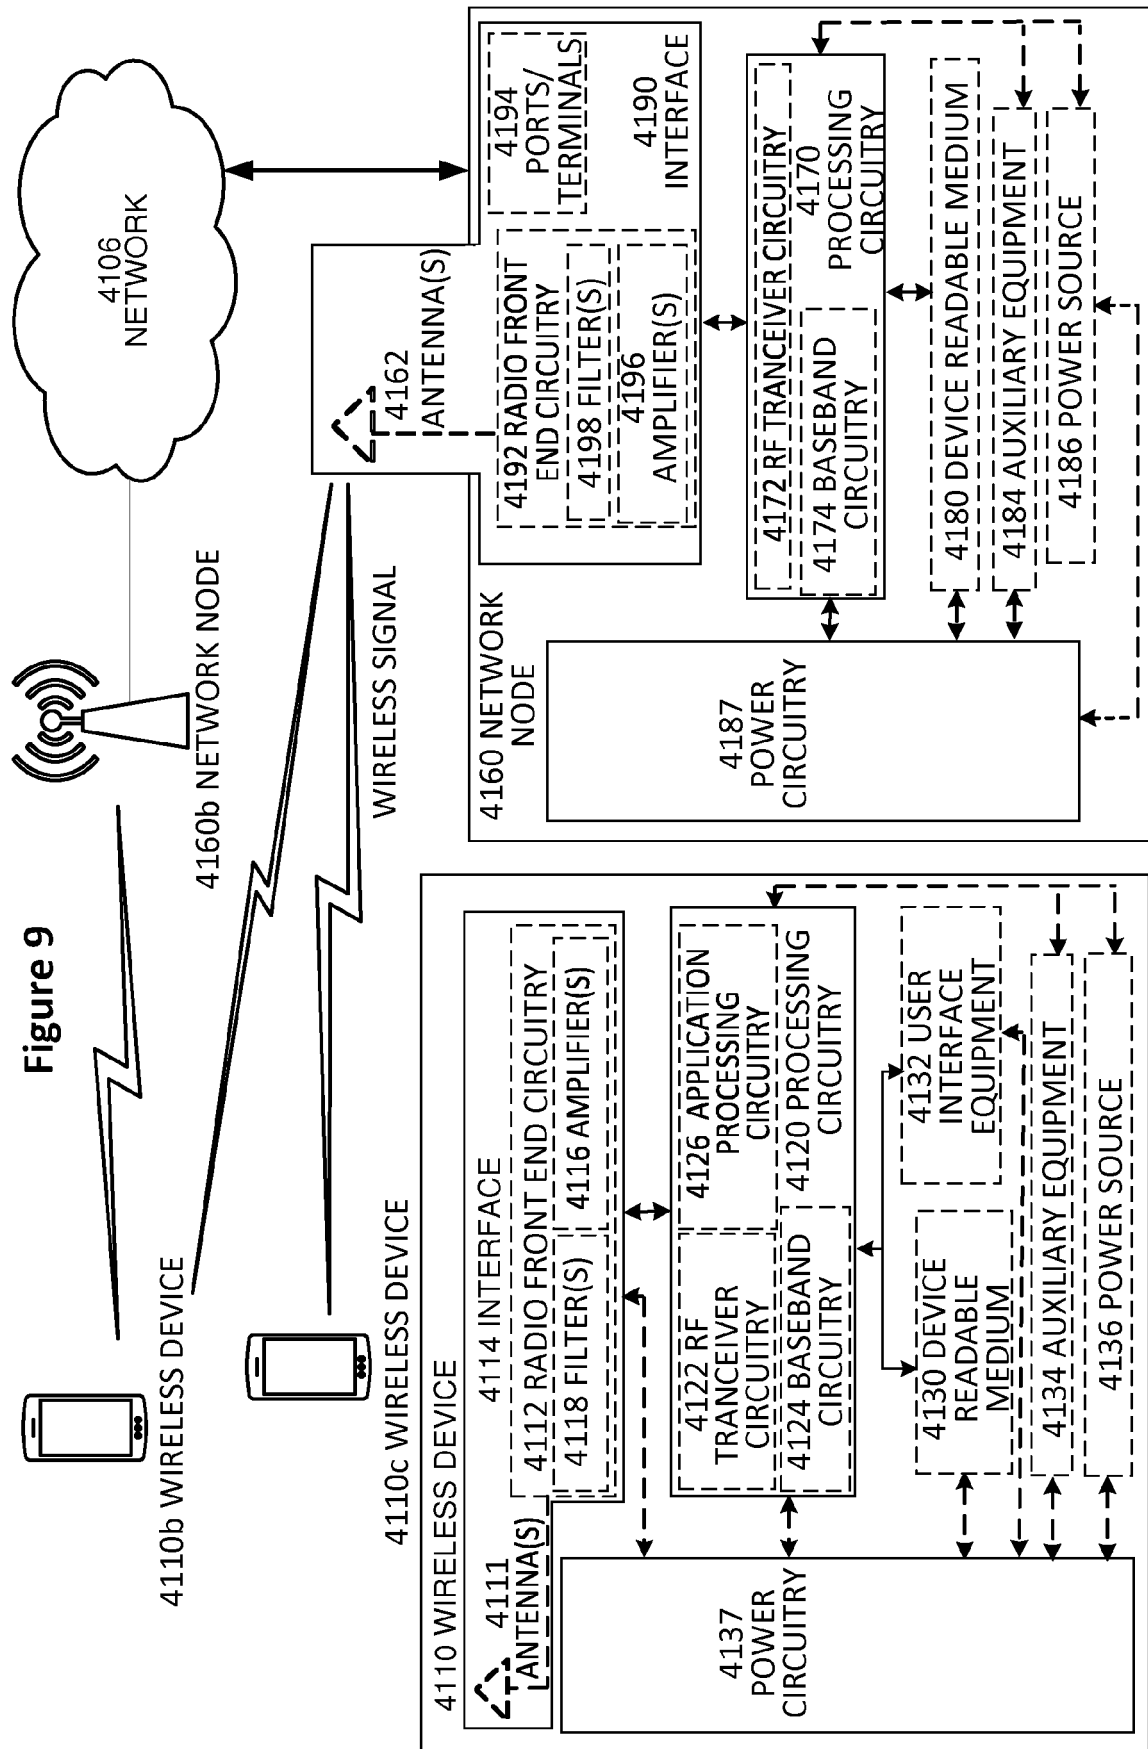 Figure 9
4106
NETWORK
4160b NETWORK NODE
4110b WIRELESS DEVICE
4110c WIRELESS DEVICE
WIRELESS SIGNAL
4110 WIRELESS DEVICE
4111
ANTENNA(S)
4114 INTERFACE
4112 RADIO FRONT END CIRCUITRY
4118 FILTER(S)
4116 AMPLIFIER(S)
4122 RF
TRANCEIVER
CIRCUITRY
4126 APPLICATION
PROCESSING
CIRCUITRY
4124 BASEBAND
CIRCUITRY
4120 PROCESSING
CIRCUITRY
4137
POWER
CIRCUITRY
4130 DEVICE
READABLE
MEDIUM
4132 USER
INTERFACE
EQUIPMENT
4134 AUXILIARY EQUIPMENT
4136 POWER SOURCE
4160 NETWORK
NODE
4162
ANTENNA(S)
4192 RADIO FRONT
END CIRCUITRY
4198 FILTER(S)
4196
AMPLIFIER(S)
4194
PORTS/
TERMINALS
4190
INTERFACE
4172 RF TRANCEIVER CIRCUITRY
4174 BASEBAND
CIRCUITRY
4170
PROCESSING
CIRCUITRY
4187
POWER
CIRCUITRY
4180 DEVICE READABLE MEDIUM
4184 AUXILIARY EQUIPMENT
4186 POWER SOURCE